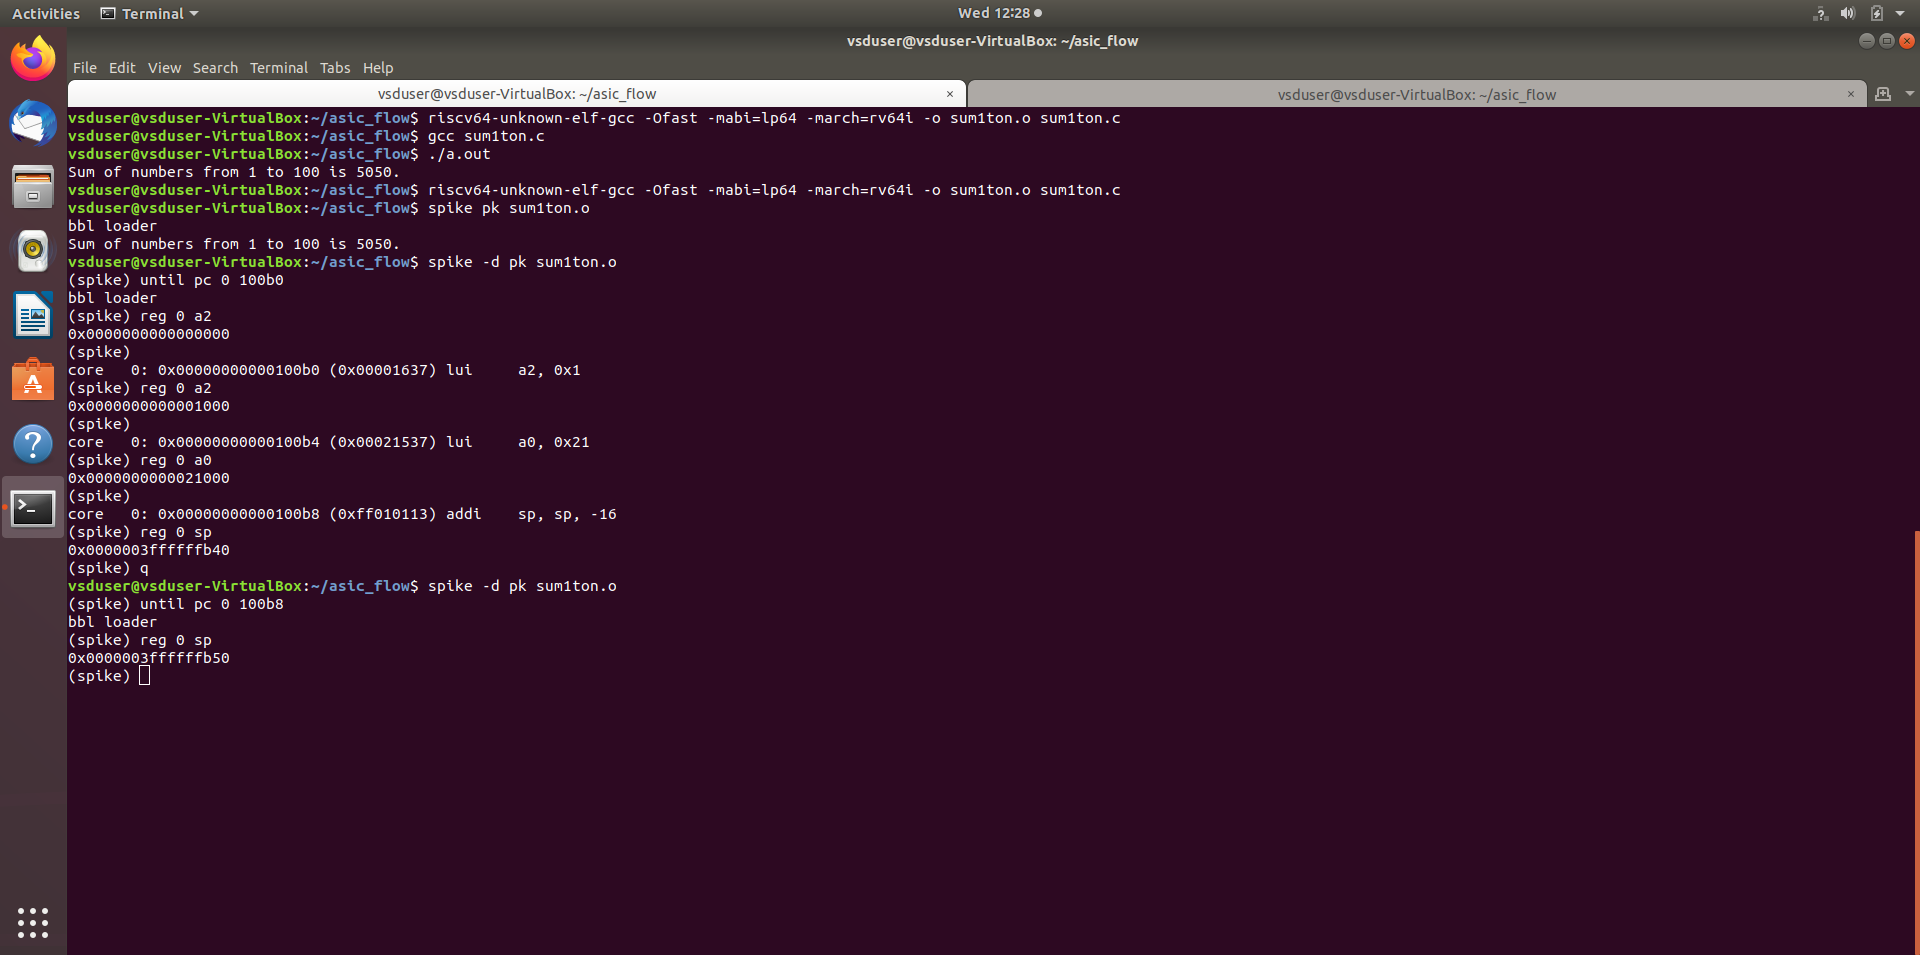 Activities Terminal Wed 12:28
vsduser@vsduser-VirtualBox: ~/asic_flow
File Edit View Search Terminal Tabs Help
vsduser@vsduser-VirtualBox: ~/asic_flow × vsduser@vsduser-VirtualBox: ~/asic_flow ×
vsduser@vsduser-VirtualBox:~/asic_flow$ riscv64-unknown-elf-gcc -Ofast -mabi=lp64 -march=rv64i -o sum1ton.o sum1ton.c
vsduser@vsduser-VirtualBox:~/asic_flow$ gcc sum1ton.c
vsduser@vsduser-VirtualBox:~/asic_flow$ ./a.out
Sum of numbers from 1 to 100 is 5050.
vsduser@vsduser-VirtualBox:~/asic_flow$ riscv64-unknown-elf-gcc -Ofast -mabi=lp64 -march=rv64i -o sum1ton.o sum1ton.c
vsduser@vsduser-VirtualBox:~/asic_flow$ spike pk sum1ton.o
bbl loader
Sum of numbers from 1 to 100 is 5050.
vsduser@vsduser-VirtualBox:~/asic_flow$ spike -d pk sum1ton.o
(spike) until pc 0 100b0
bbl loader
(spike) reg 0 a2
0x0000000000000000
(spike)
core   0: 0x00000000000100b0 (0x00001637) lui     a2, 0x1
(spike) reg 0 a2
0x0000000000001000
(spike)
core   0: 0x00000000000100b4 (0x00021537) lui     a0, 0x21
(spike) reg 0 a0
0x0000000000021000
(spike)
core   0: 0x00000000000100b8 (0xff010113) addi    sp, sp, -16
(spike) reg 0 sp
0x0000003ffffffb40
(spike) q
vsduser@vsduser-VirtualBox:~/asic_flow$ spike -d pk sum1ton.o
(spike) until pc 0 100b8
bbl loader
(spike) reg 0 sp
0x0000003ffffffb50
(spike)